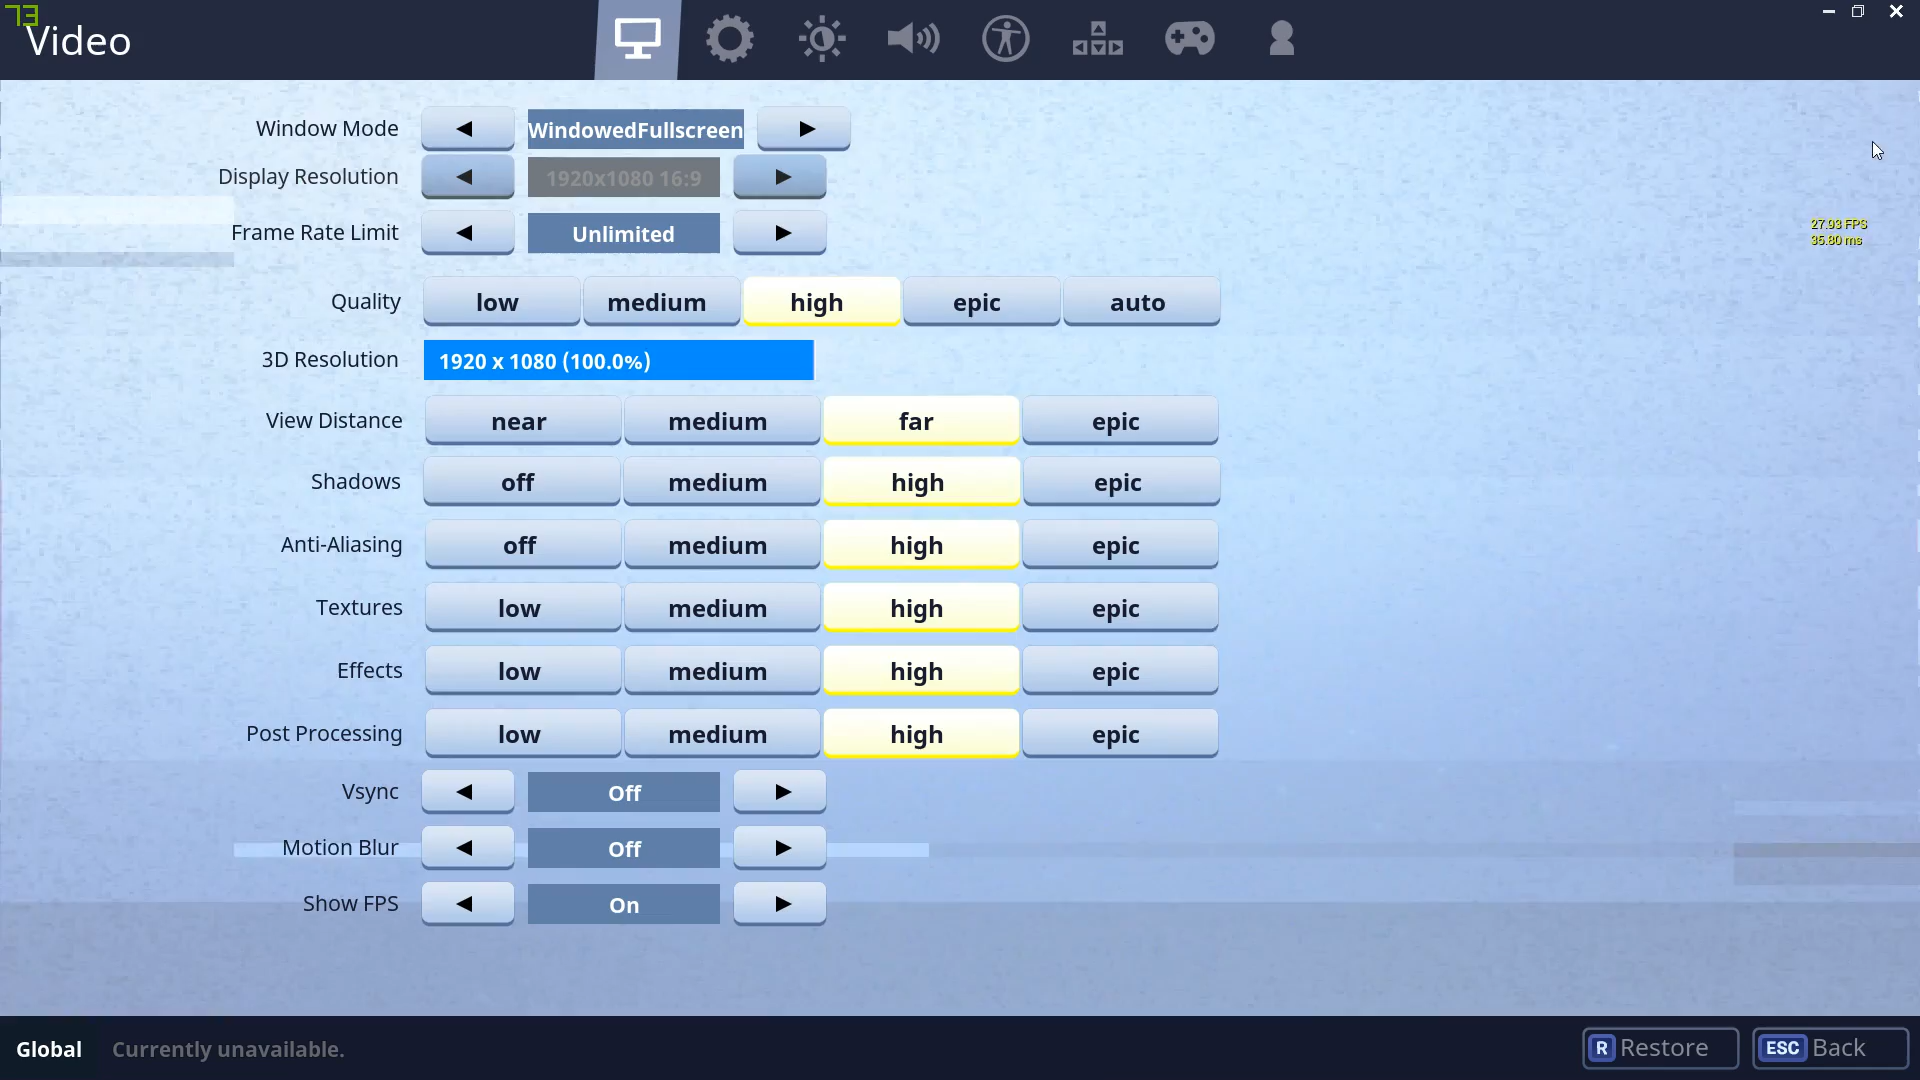 73
Video
Window Mode WindowedFullscreen
Display Resolution 1920x1080 16:9
Frame Rate Limit Unlimited
27.93 FPS
35.80 ms
Quality low medium high epic auto
3D Resolution 1920 x 1080 (100.0%)
View Distance near medium far epic
Shadows off medium high epic
Anti-Aliasing off medium high epic
Textures low medium high epic
Effects low medium high epic
Post Processing low medium high epic
Vsync Off
Motion Blur Off
Show FPS On
Global Currently unavailable. R Restore ESC Back